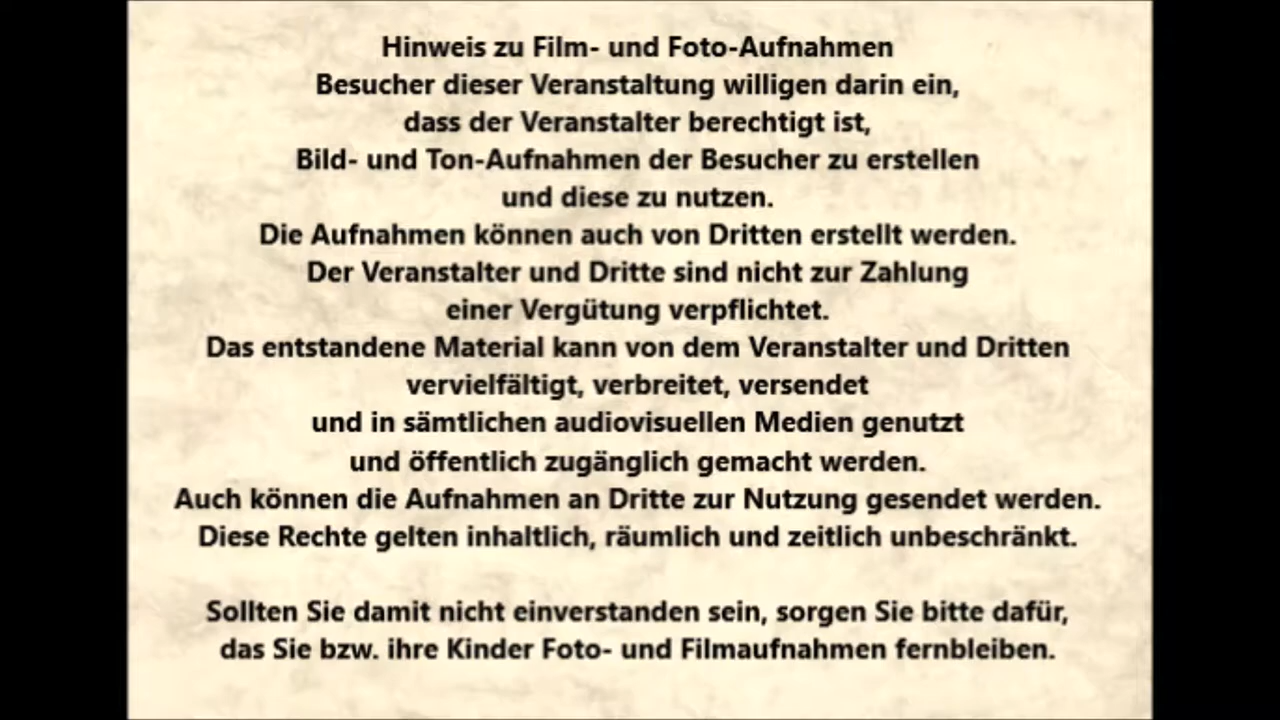 Hinweis zu Film- und Foto-Aufnahmen
Besucher dieser Veranstaltung willigen darin ein,
dass der Veranstalter berechtigt ist,
Bild- und Ton-Aufnahmen der Besucher zu erstellen
und diese zu nutzen.
Die Aufnahmen können auch von Dritten erstellt werden.
Der Veranstalter und Dritte sind nicht zur Zahlung
einer Vergütung verpflichtet.
Das entstandene Material kann von dem Veranstalter und Dritten
vervielfältigt, verbreitet, versendet
und in sämtlichen audiovisuellen Medien genutzt
und öffentlich zugänglich gemacht werden.
Auch können die Aufnahmen an Dritte zur Nutzung gesendet werden.
Diese Rechte gelten inhaltlich, räumlich und zeitlich unbeschränkt.
Sollten Sie damit nicht einverstanden sein, sorgen Sie bitte dafür,
das Sie bzw. ihre Kinder Foto- und Filmaufnahmen fernbleiben.